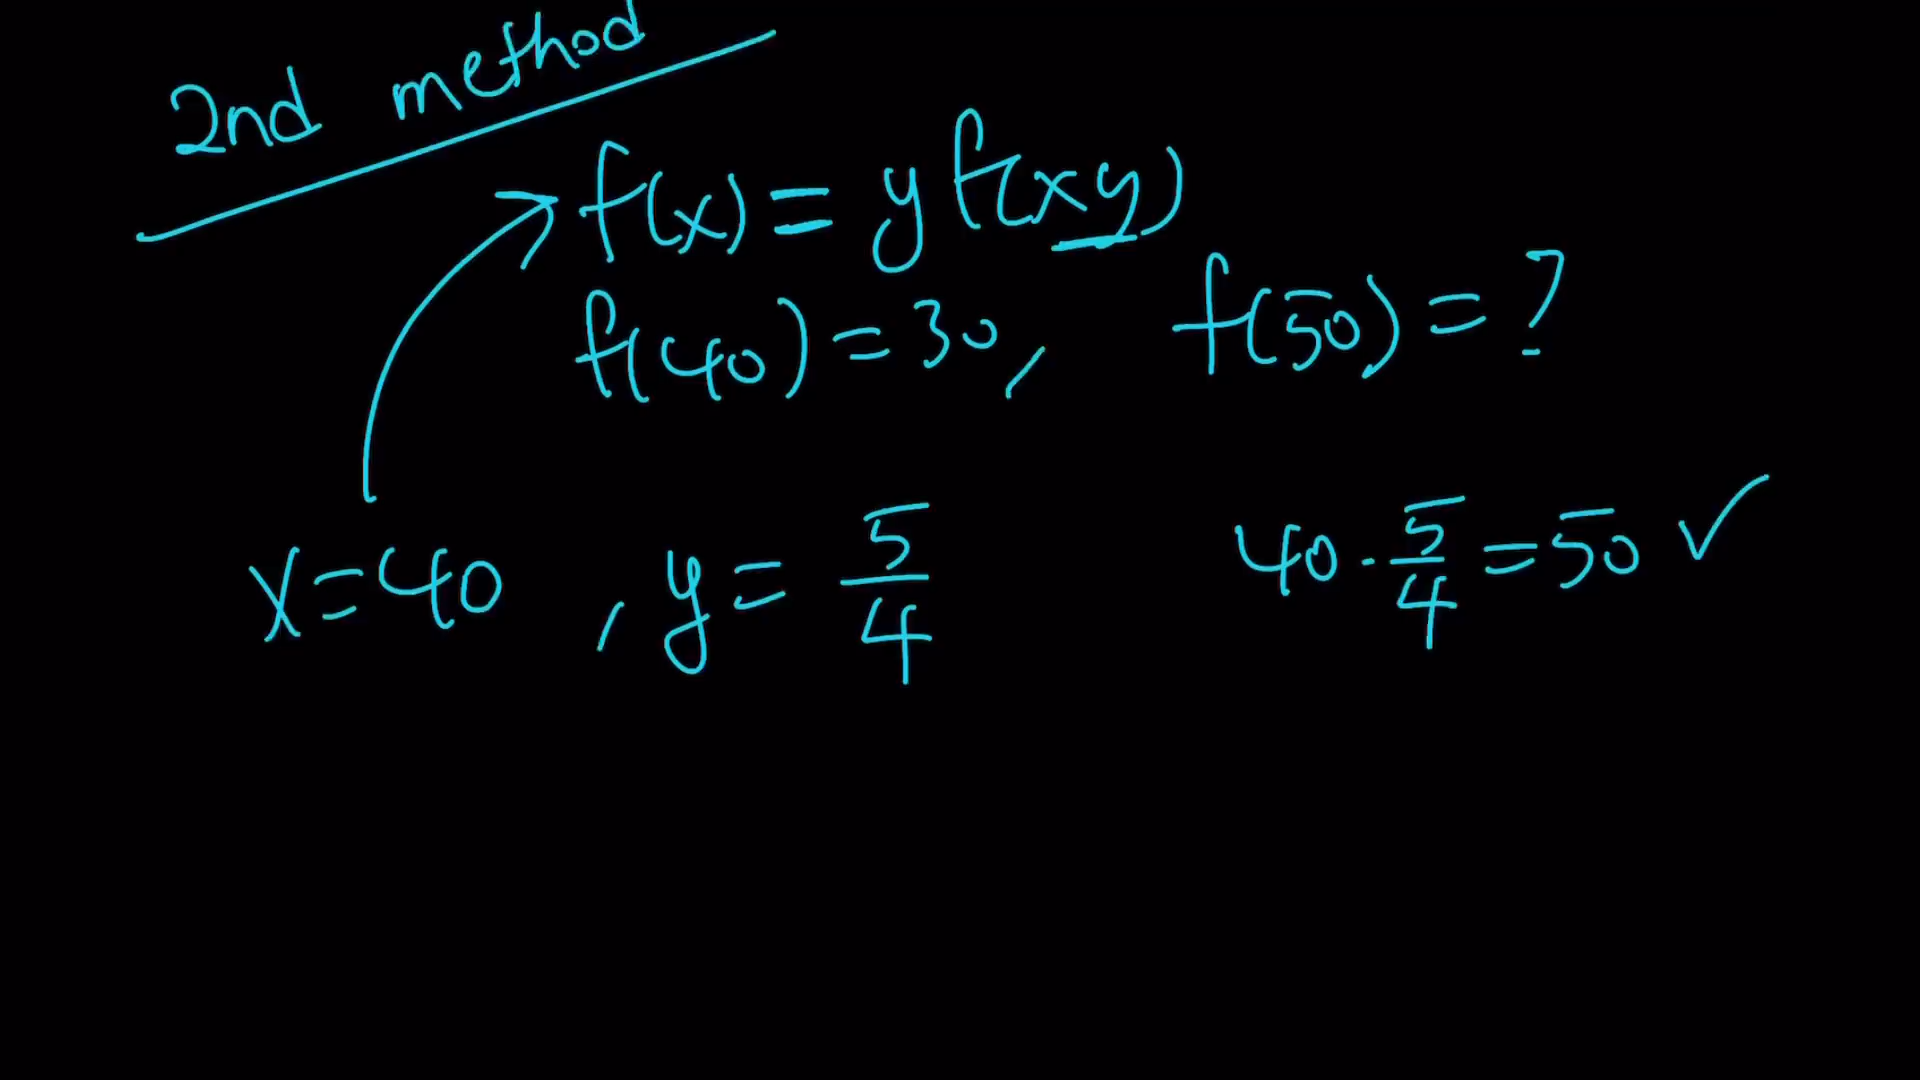 2nd method
f(x) = y f(xy)
f(40) = 30, f(50) = ?
x = 40 , y = 5/4 40 · 5/4 = 50 ✓